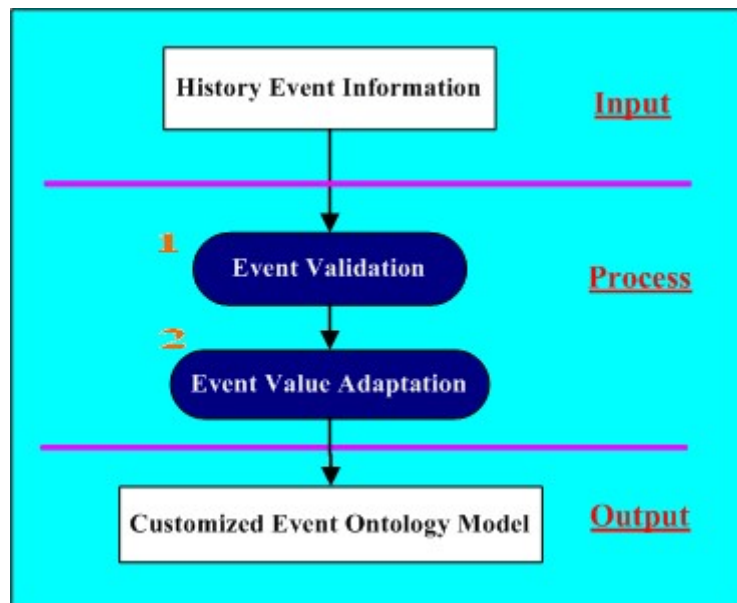 History Event Information
Input
1
Event Validation
Process
2
Event Value Adaptation
Customized Event Ontology Model
Output